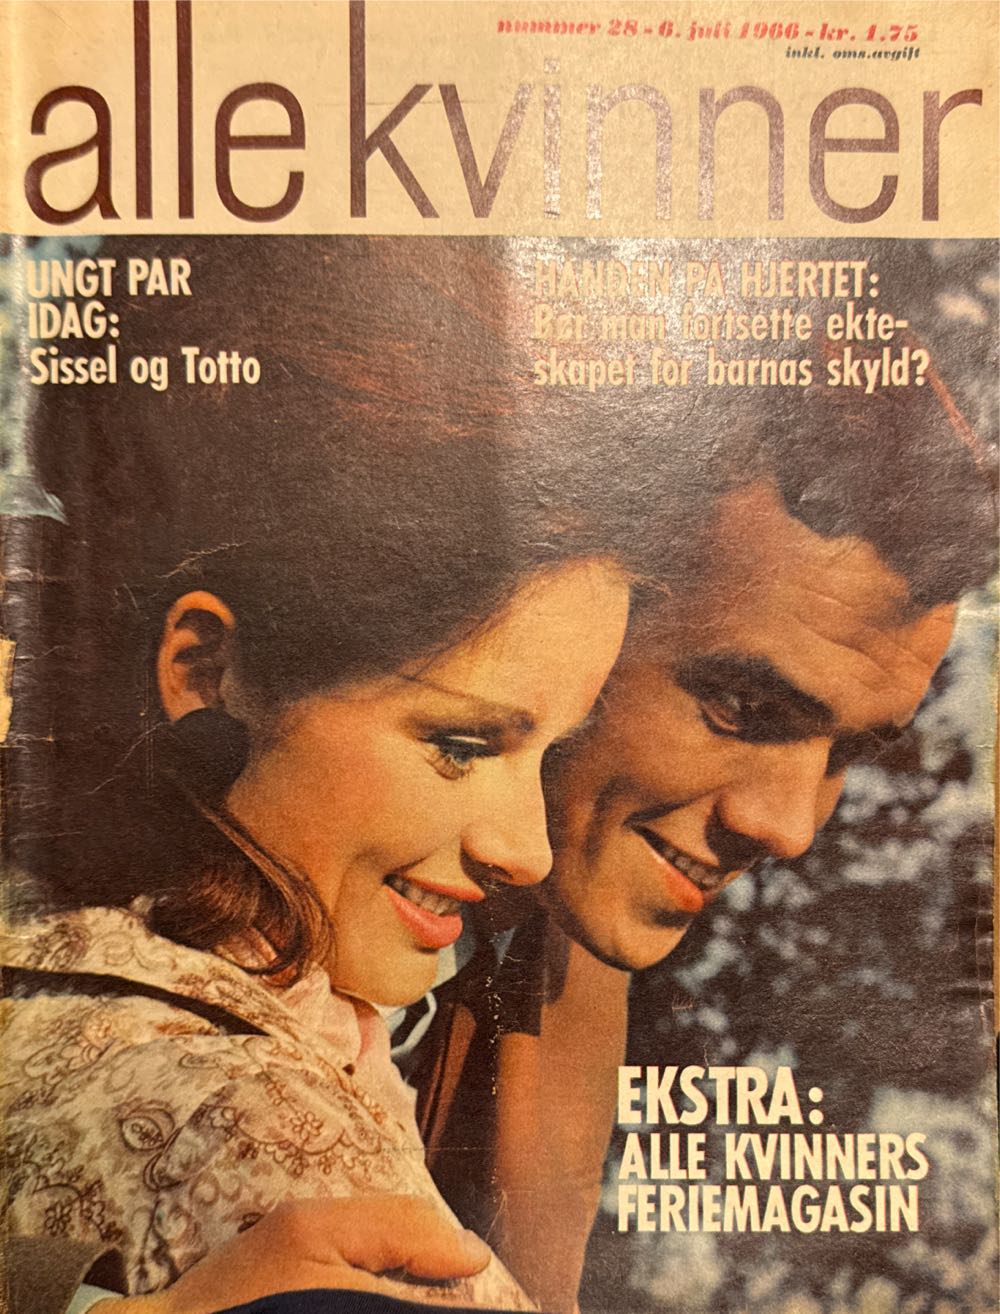 nummer 28 - 6. juli 1966 - kr. 1.75
inkl. oms.avgift
alle kvinner
UNGT PAR
IDAG:
Sissel og Totto
HÅNDEN PÅ HJERTET:
Bør man fortsette ekte-
skapet for barnas skyld?
EKSTRA:
ALLE KVINNERS
FERIEMAGASIN